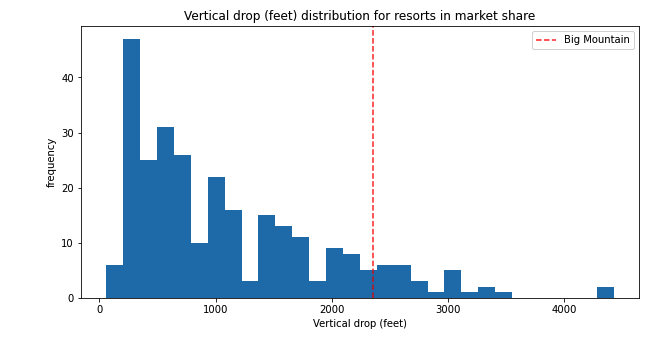 Vertical drop (feet) distribution for resorts in market share
Big Mountain
frequency
40
30
20
10
0
0 1000 2000 3000 4000
Vertical drop (feet)